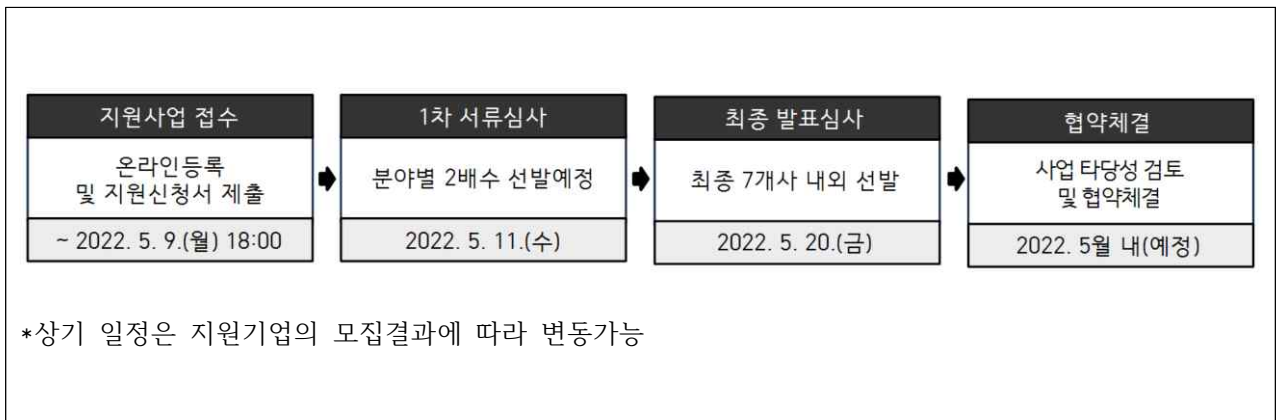 지원사업 접수
온라인등록
및 지원신청서 제출
~ 2022. 5. 9.(월) 18:00
1차 서류심사
분야별 2배수 선발예정
2022. 5. 11.(수)
최종 발표심사
최종 7개사 내외 선발
2022. 5. 20.(금)
협약체결
사업 타당성 검토
및 협약체결
2022. 5월 내(예정)
*상기 일정은 지원기업의 모집결과에 따라 변동가능